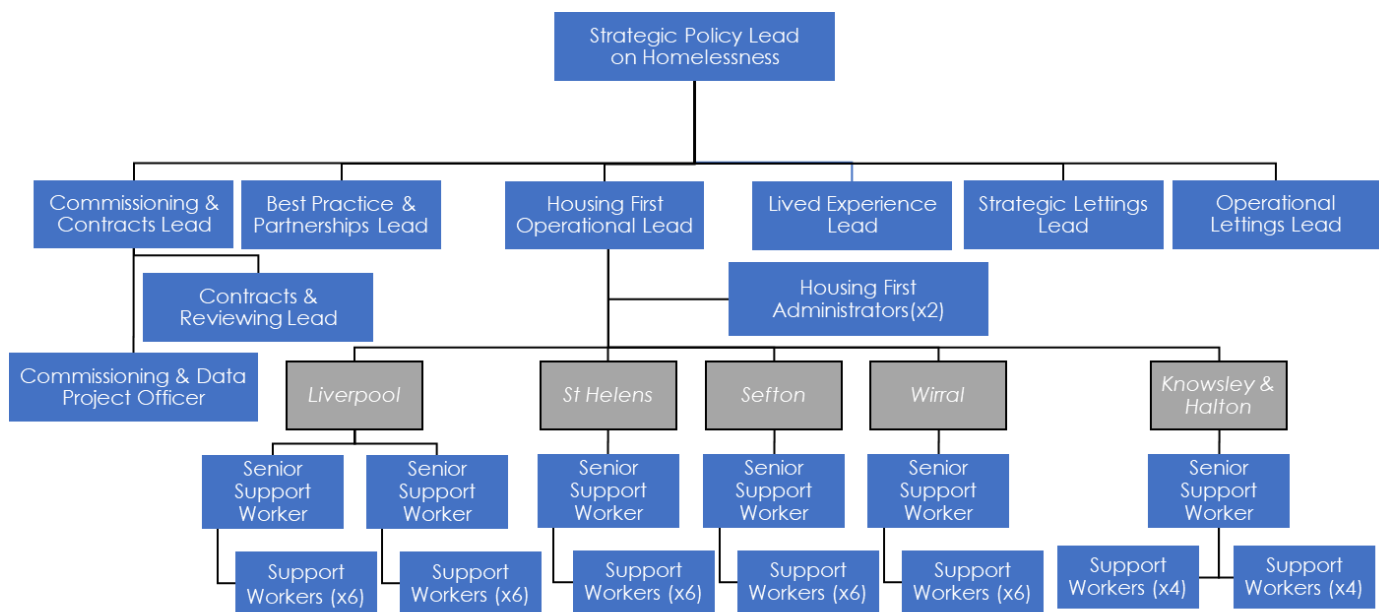 Strategic Policy Lead
on Homelessness
Commissioning &
Contracts Lead
Best Practice &
Partnerships Lead
Housing First
Operational Lead
Lived Experience
Lead
Strategic Lettings
Lead
Operational
Lettings Lead
Contracts &
Reviewing Lead
Housing First
Administrators(x2)
Commissioning & Data
Project Officer
Liverpool
St Helens
Sefton
Wirral
Knowsley &
Halton
Senior
Support
Worker
Senior
Support
Worker
Senior
Support
Worker
Senior
Support
Worker
Senior
Support
Worker
Senior
Support
Worker
Support
Workers (x6)
Support
Workers (x6)
Support
Workers (x6)
Support
Workers (x6)
Support
Workers (x6)
Support
Workers (x4)
Support
Workers (x4)